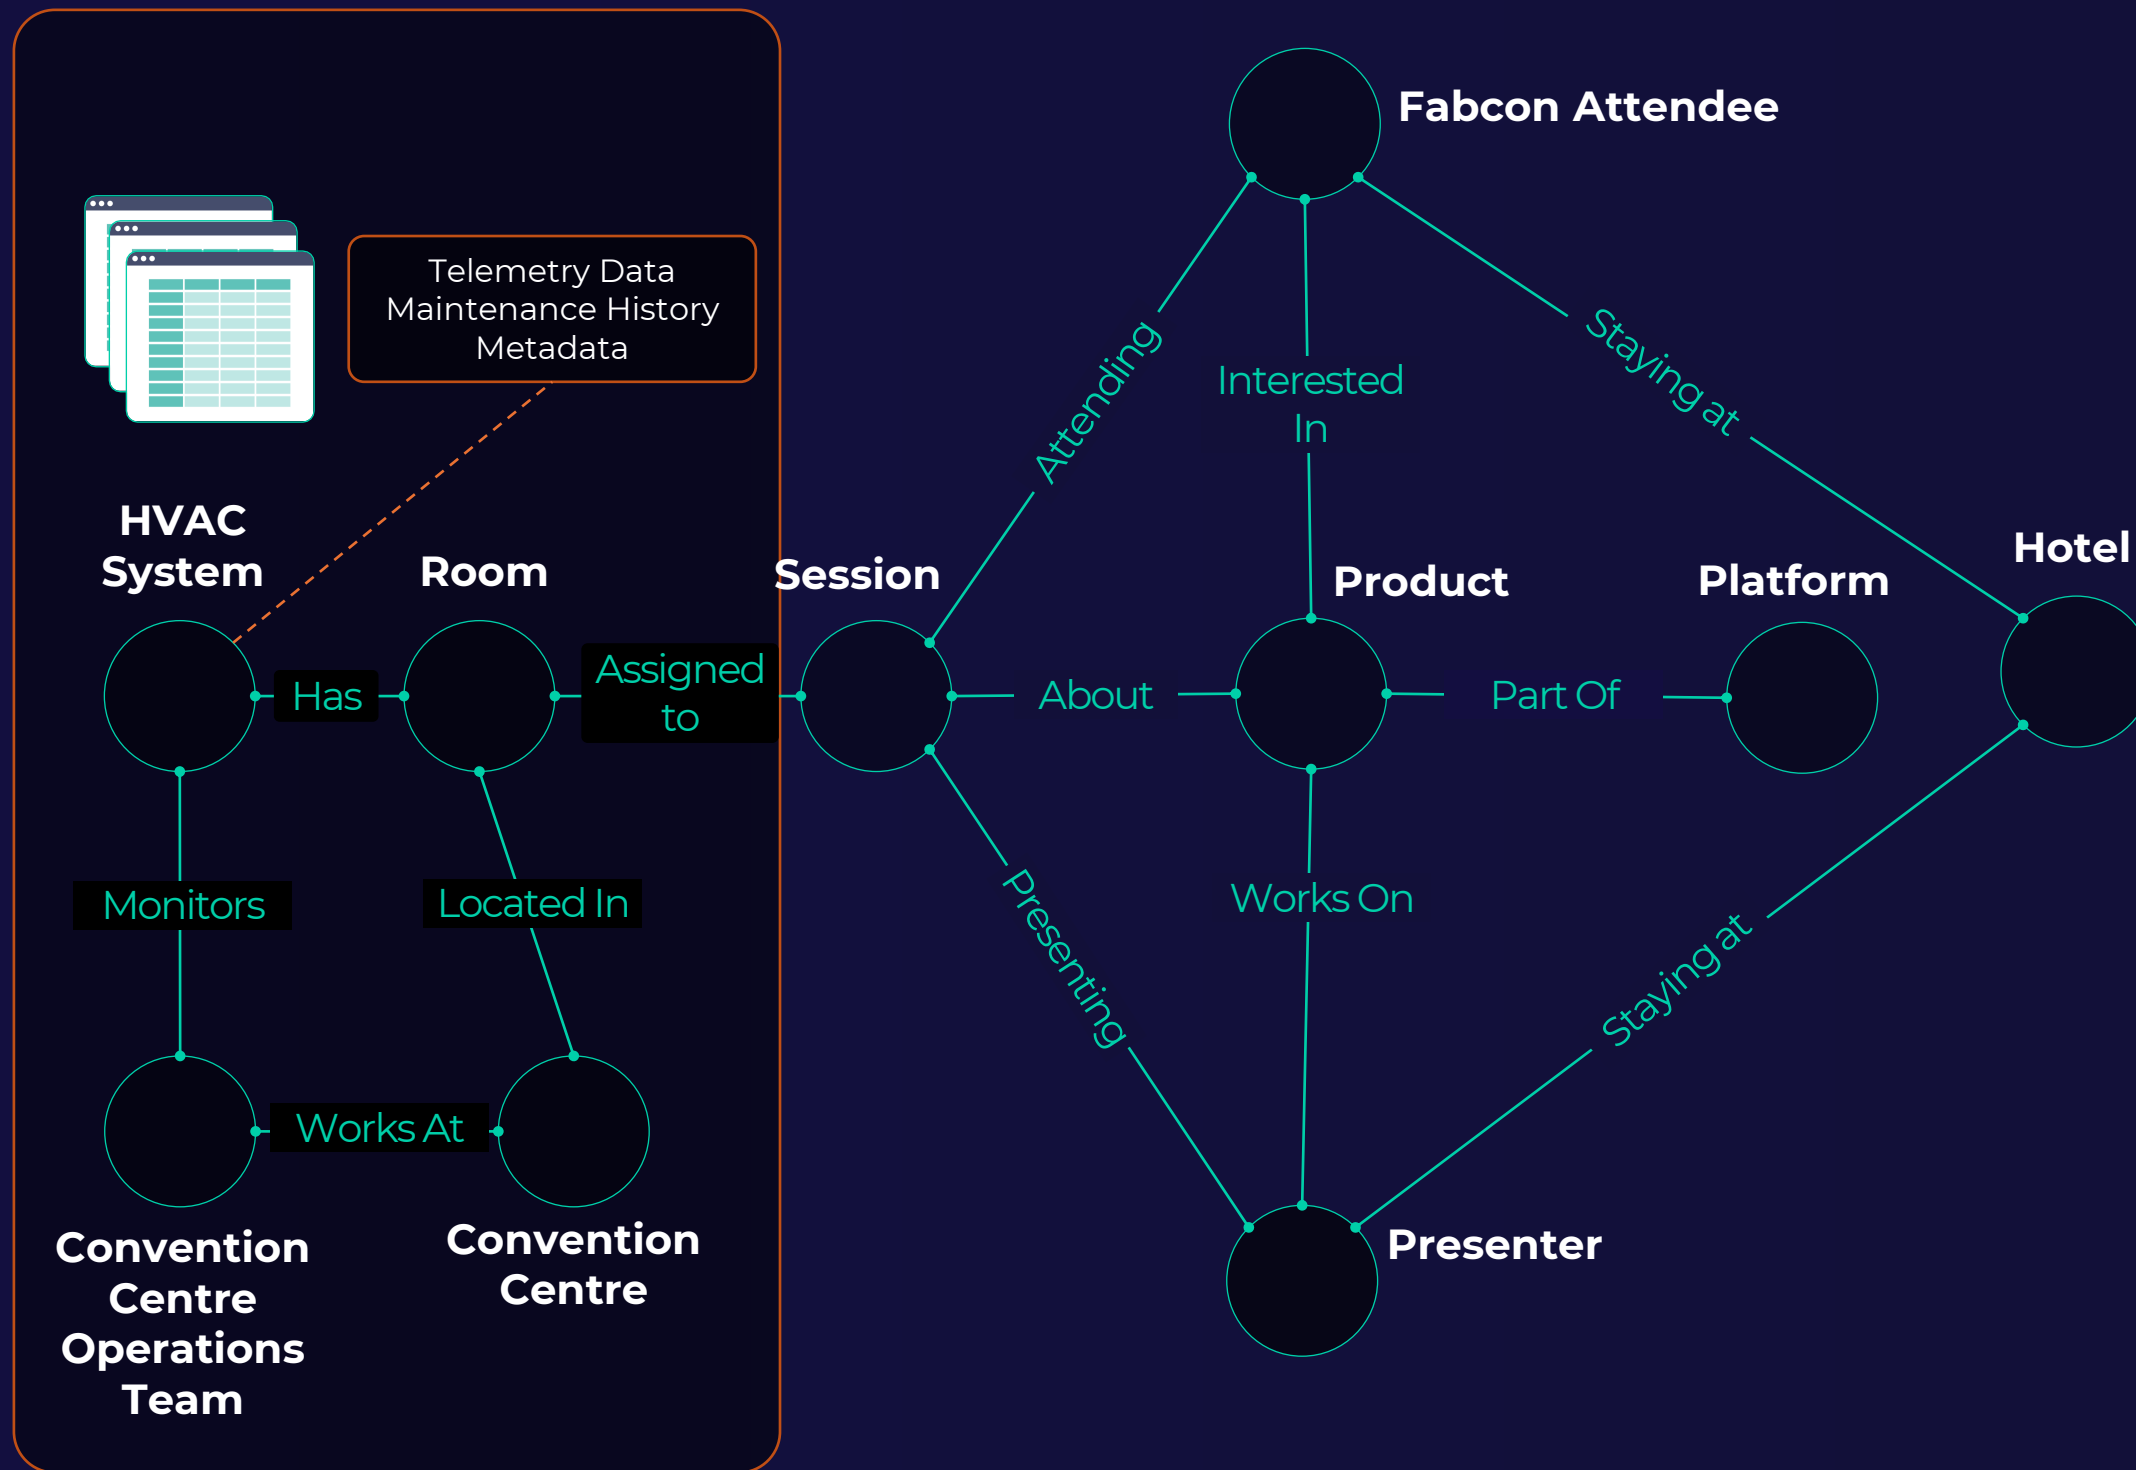 Fabcon Attendee
Telemetry Data
Maintenance History
Metadata
Attending
Interested
In
Staying at
HVAC
System
Room
Session
Product
Platform
Hotel
Has
Assigned
to
About
Part Of
Monitors
Located In
Presenting
Works On
Staying at
Works At
Convention
Centre
Operations
Team
Convention
Centre
Presenter